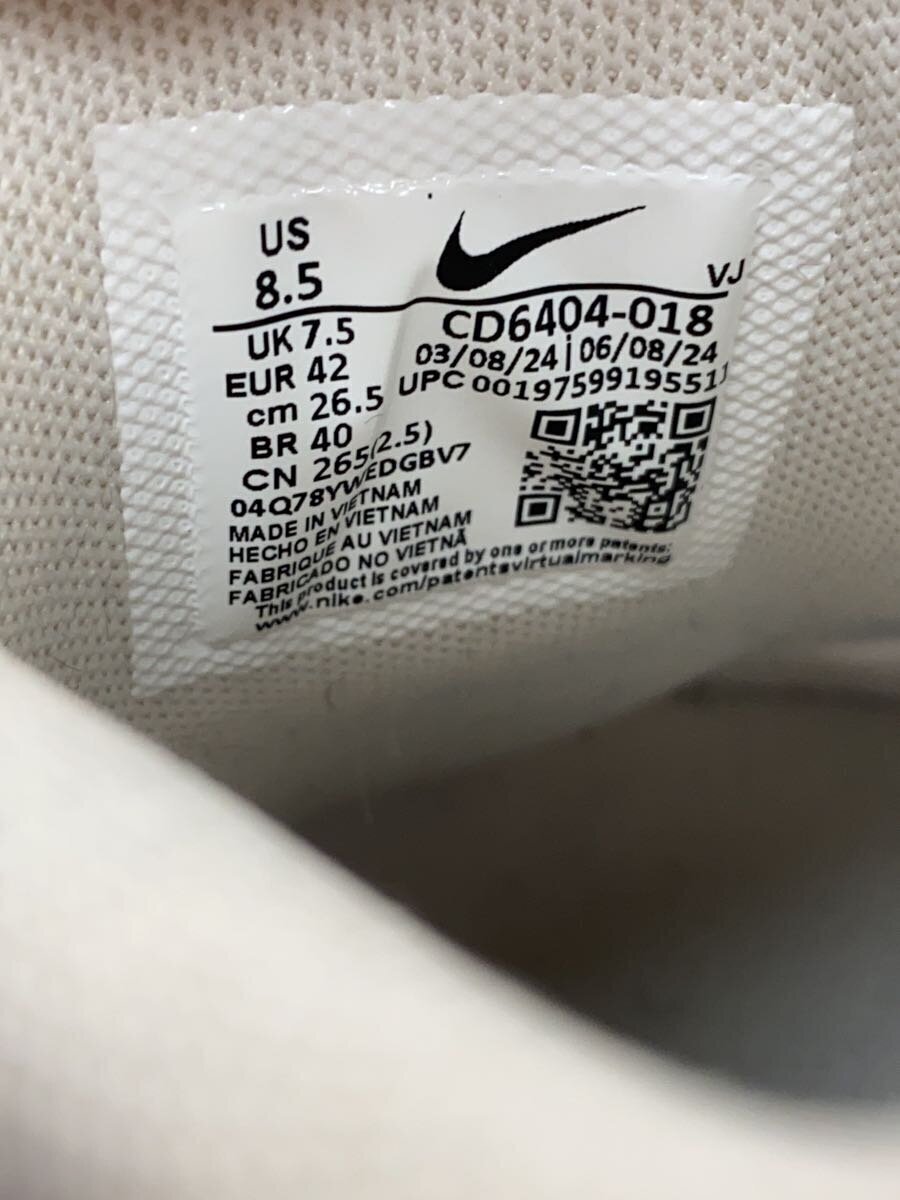 US
8.5
VJ
UK 7.5
EUR 42
cm 26.5
BR 40
CN 265(2.5)
CD6404-018
03/08/24|06/08/24
UPC 00197599195511
04Q78YWEDGBV7
MADE IN VIETNAM
HECHO EN VIETNAM
FABRIQUE AU VIETNAM
FABRICADO NO VIETNÃ
This product is covered by one or more patents:
www.nike.com/patentsvirtualmarking